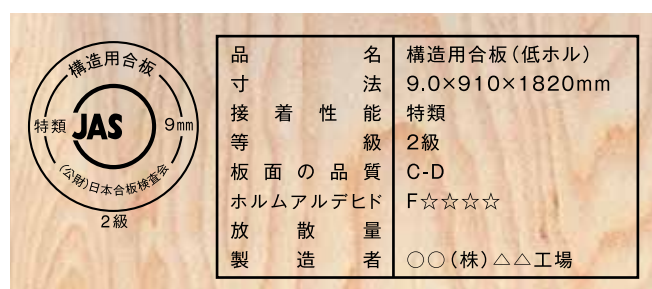 構造用合板
特類 JAS 9mm
(公財)日本合板検査会
2級
品名 構造用合板(低ホル)
寸法 9.0×910×1820mm
接着性能 特類
等級 2級
板面の品質 C-D
ホルムアルデヒド F☆☆☆☆
放散量
製造者 ○○(株)△△工場